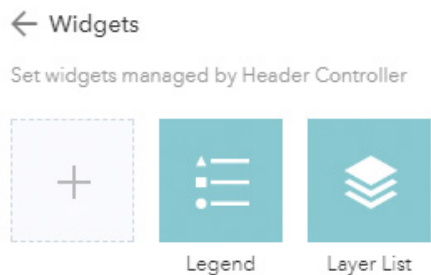 Widgets
Set widgets managed by Header Controller
Legend
Layer List